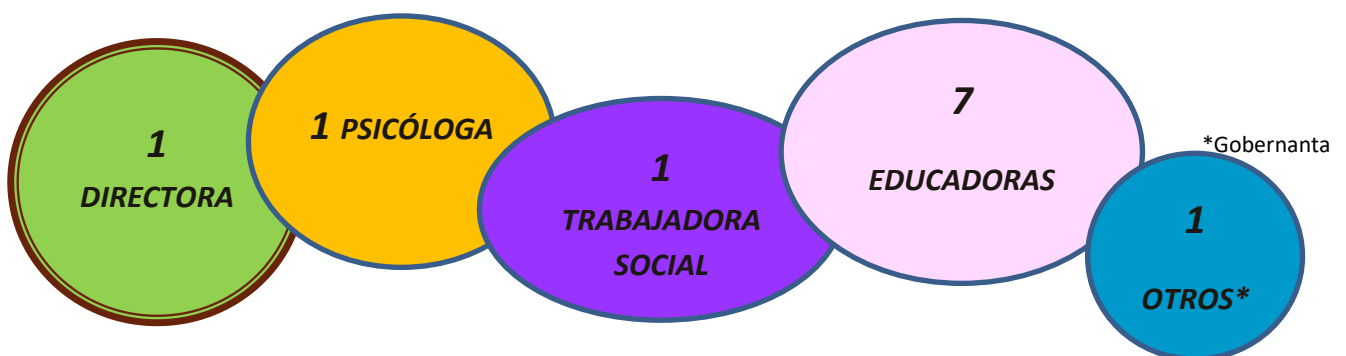 1
DIRECTORA
1 PSICÓLOGA
1
TRABAJADORA
SOCIAL
7
EDUCADORAS
*Gobernanta
1
OTROS*